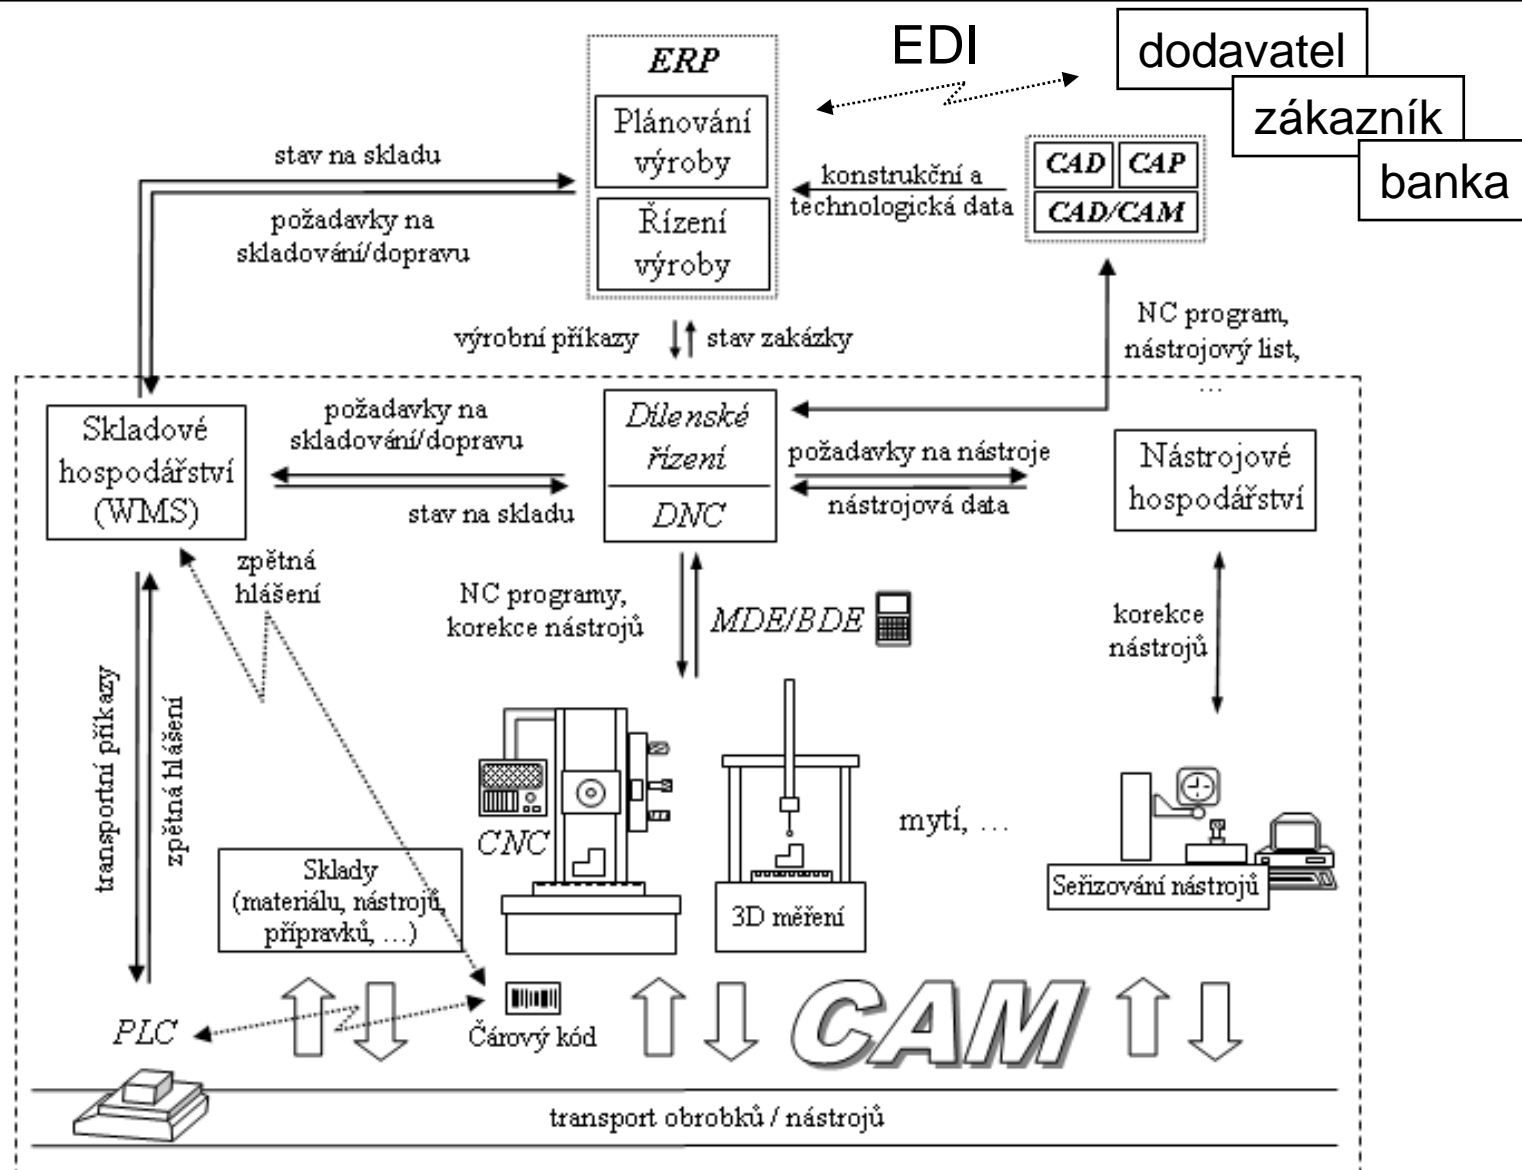 EDI
dodavatel
zákazník
banka
ERP
Plánování
výroby
Řízení
výroby
stav na skladu
požadavky na
skladování/dopravu
konstrukční a
technologická data
CAD
CAP
CAD/CAM
výrobní příkazy
stav zakázky
NC program,
nástrojový list,
…
Skladové
hospodářství
(WMS)
požadavky na
skladování/dopravu
stav na skladu
Dílenské
řízení
DNC
požadavky na nástroje
nástrojová data
Nástrojové
hospodářství
zpětná
hlášení
NC programy,
korekce nástrojů
MDE/BDE
korekce
nástrojů
transportní příkazy
zpětná hlášení
CNC
Sklady
(materiálu, nástrojů,
přípravků, …)
3D měření
mytí, …
Seřizování nástrojů
PLC
Čárový kód
CAM
transport obrobků / nástrojů